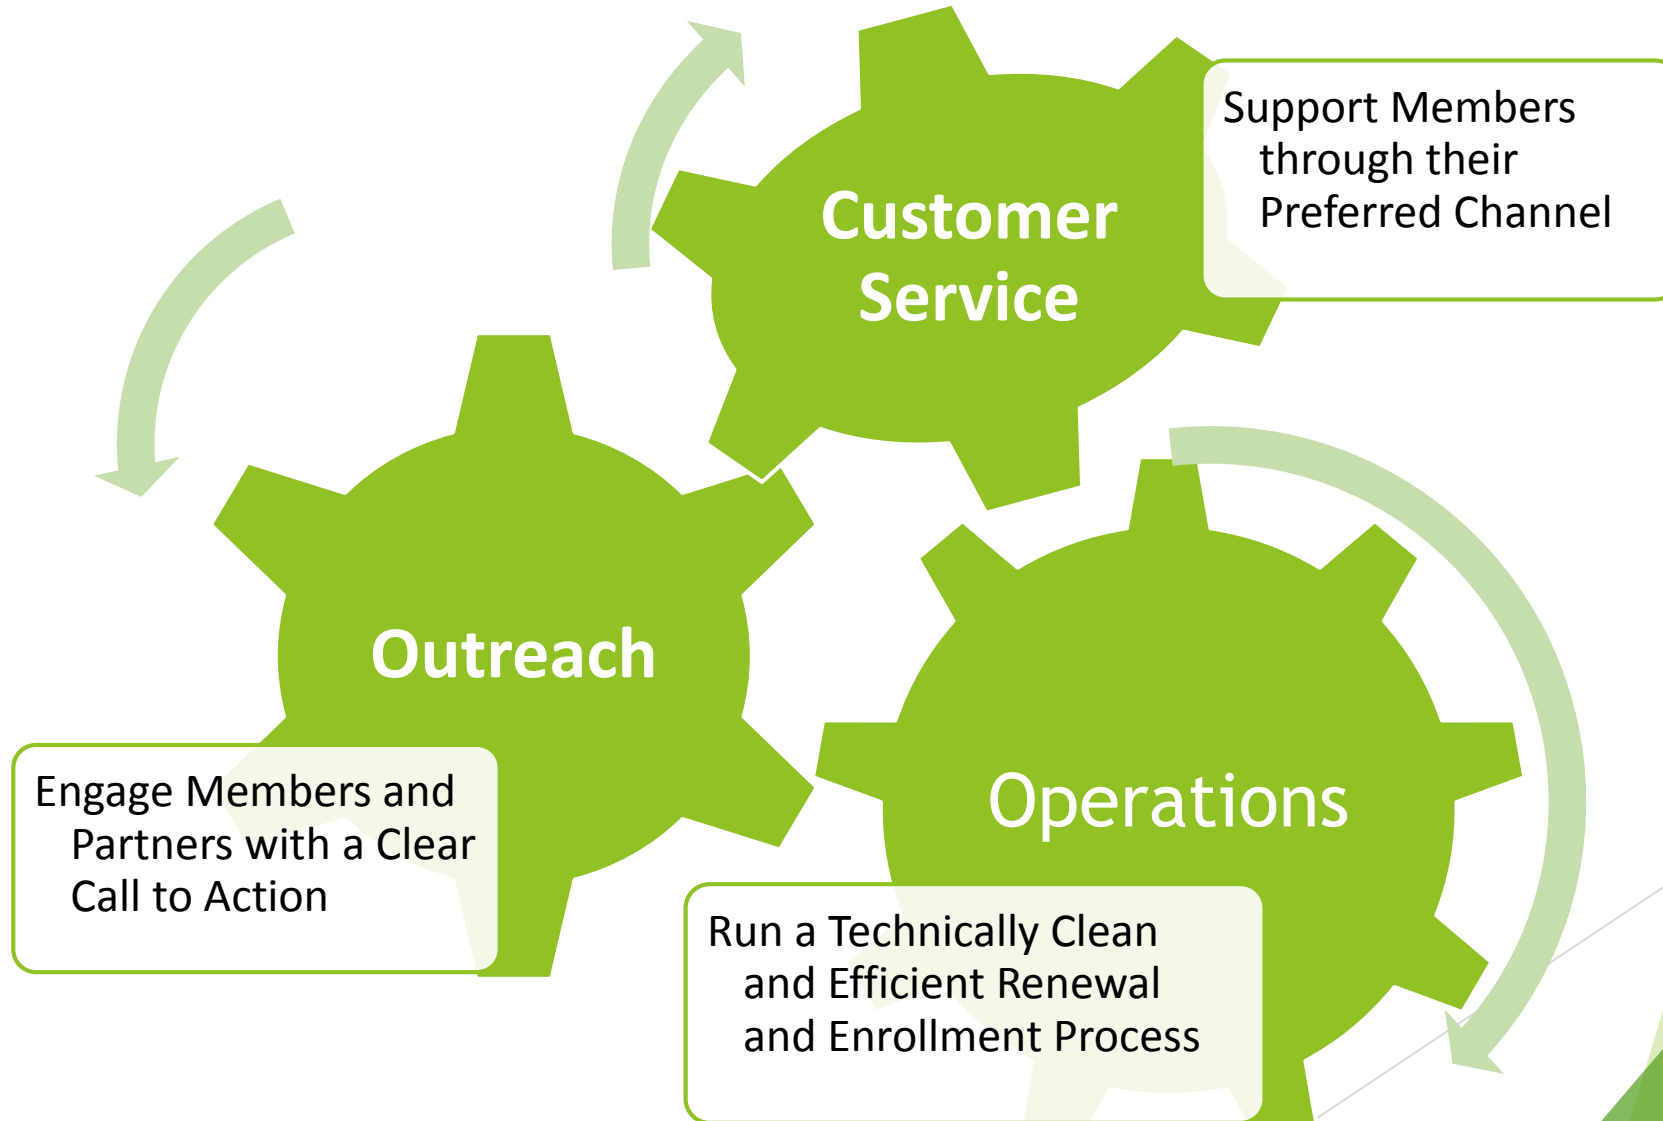 Customer
Service
Support Members
through their
Preferred Channel
Outreach
Engage Members and
Partners with a Clear
Call to Action
Operations
Run a Technically Clean
and Efficient Renewal
and Enrollment Process